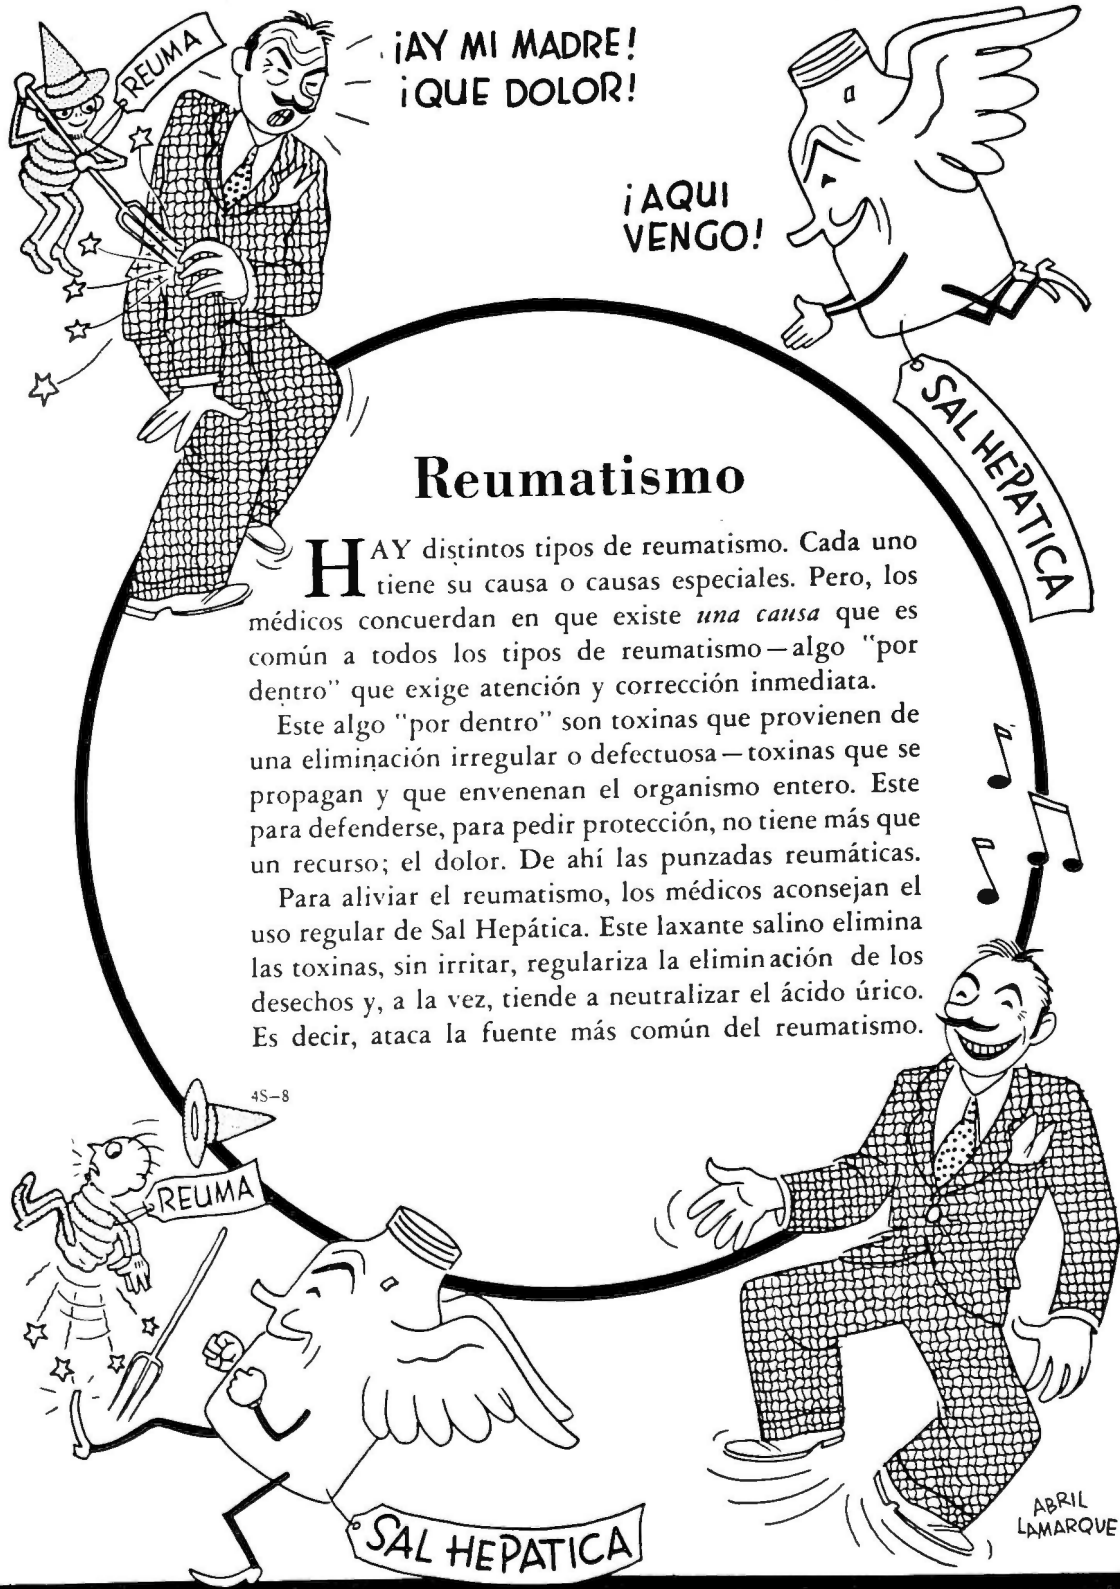 REUMA
¡AY MI MADRE!
¡QUE DOLOR!
¡AQUI
VENGO!
SAL HEPATICA
Reumatismo
HAY distintos tipos de reumatismo. Cada uno
tiene su causa o causas especiales. Pero, los
médicos concuerdan en que existe una causa que es
común a todos los tipos de reumatismo—algo "por
dentro" que exige atención y corrección inmediata.
Este algo "por dentro" son toxinas que provienen de
una eliminación irregular o defectuosa—toxinas que se
propagan y que envenenan el organismo entero. Este
para defenderse, para pedir protección, no tiene más que
un recurso; el dolor. De ahí las punzadas reumáticas.
Para aliviar el reumatismo, los médicos aconsejan el
uso regular de Sal Hepática. Este laxante salino elimina
las toxinas, sin irritar, regulariza la eliminación de los
desechos y, a la vez, tiende a neutralizar el ácido úrico.
Es decir, ataca la fuente más común del reumatismo.
4S—8
REUMA
SAL HEPATICA
ABRIL
LAMARQUE